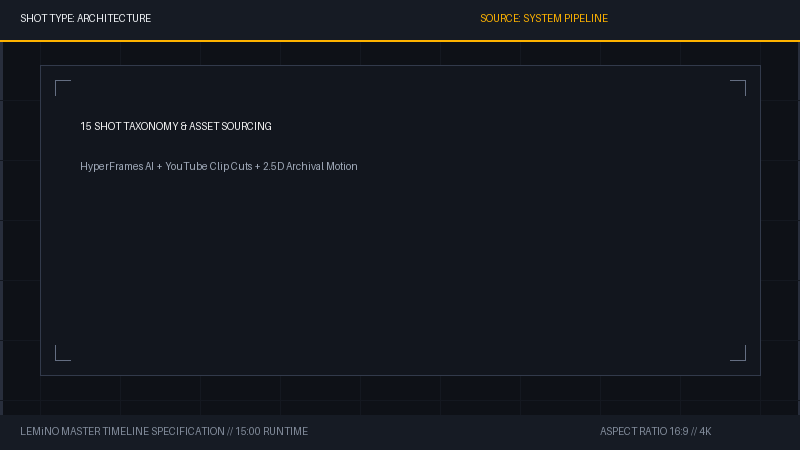 SHOT TYPE: ARCHITECTURE
SOURCE: SYSTEM PIPELINE
15 SHOT TAXONOMY & ASSET SOURCING
HyperFrames AI + YouTube Clip Cuts + 2.5D Archival Motion
LEMiNO MASTER TIMELINE SPECIFICATION // 15:00 RUNTIME
ASPECT RATIO 16:9 // 4K